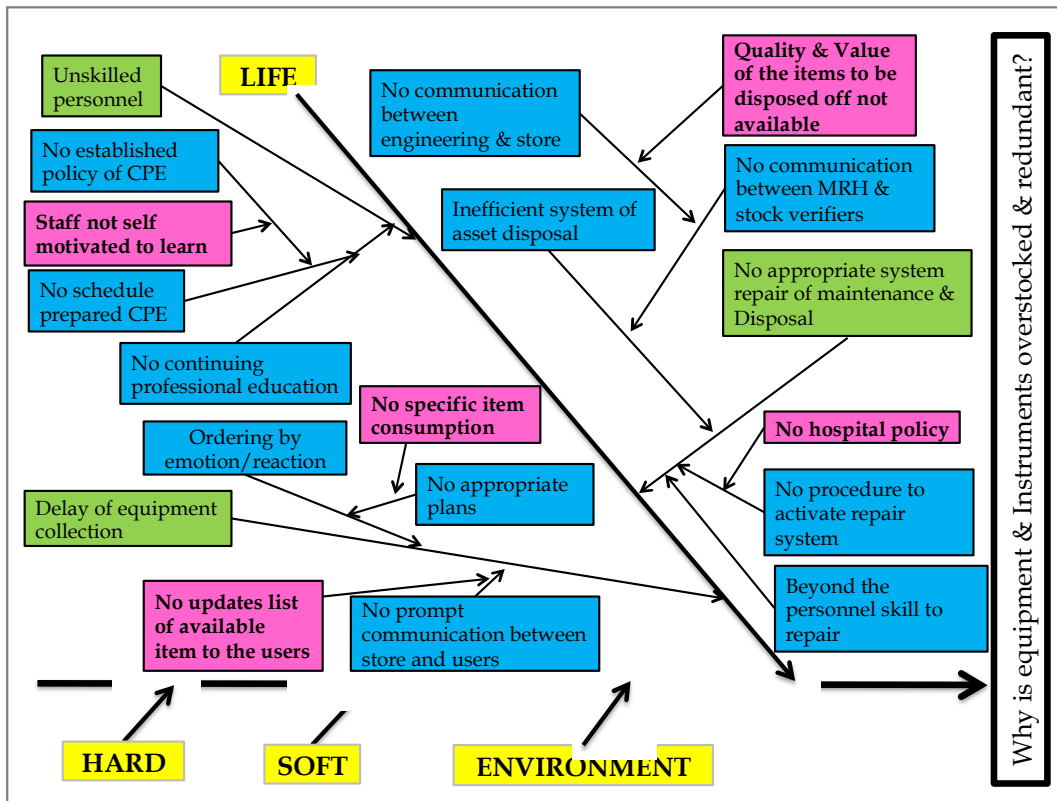 Unskilled
personnel
LIFE
No communication
between
engineering & store
Quality & Value
of the items to be
disposed off not
available
No established
policy of CPE
Staff not self
motivated to learn
No schedule
prepared CPE
Inefficient system of
asset disposal
No communication
between MRH &
stock verifiers
No appropriate system
repair of maintenance &
Disposal
No continuing
professional education
No specific item
consumption
Ordering by
emotion/reaction
No appropriate
plans
Delay of equipment
collection
No hospital policy
No procedure to
activate repair
system
No updates list
of available
item to the users
No prompt
communication between
store and users
Beyond the
personnel skill to
repair
HARD
SOFT
ENVIRONMENT
Why is equipment & Instruments overstocked & redundant?